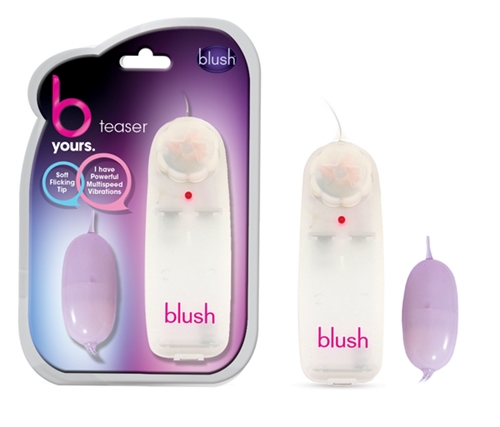 blush
b
teaser
yours.
Soft
Flicking
Tip
I have
Powerful
Multispeed
Vibrations
blush
blush